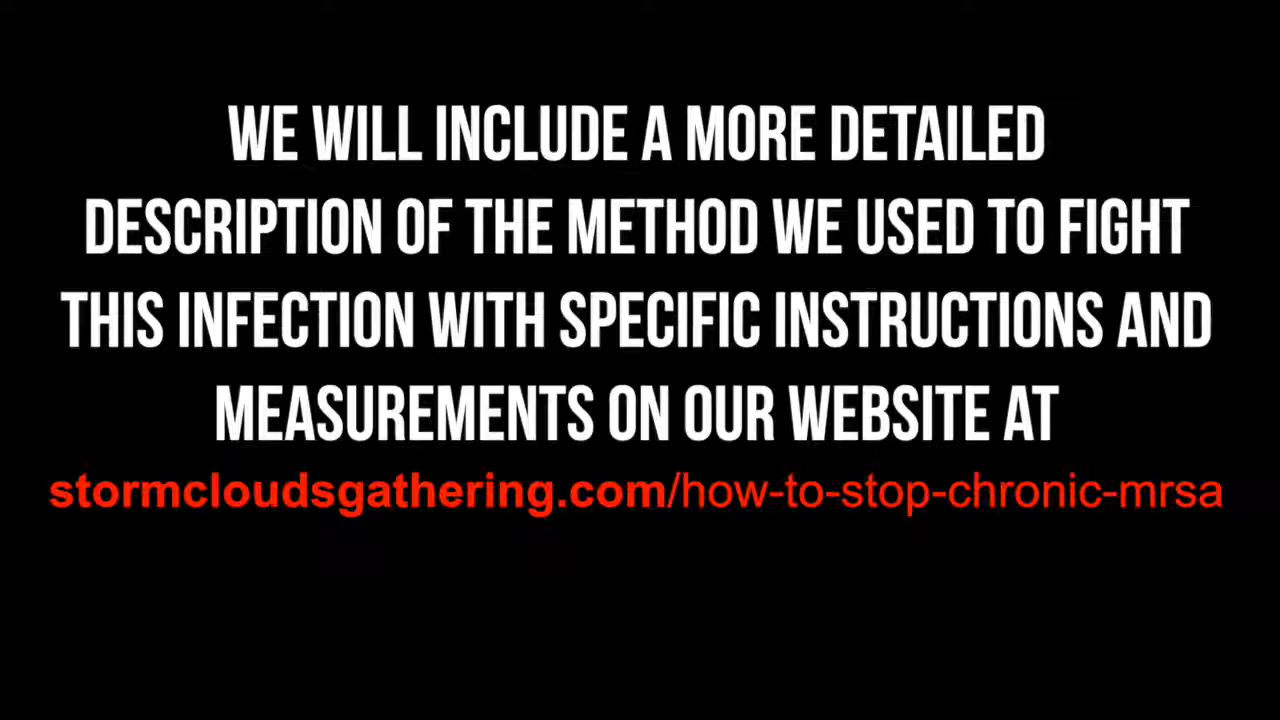 WE WILL INCLUDE A MORE DETAILED
DESCRIPTION OF THE METHOD WE USED TO FIGHT
THIS INFECTION WITH SPECIFIC INSTRUCTIONS AND
MEASUREMENTS ON OUR WEBSITE AT
stormcloudsgathering.com/how-to-stop-chronic-mrsa